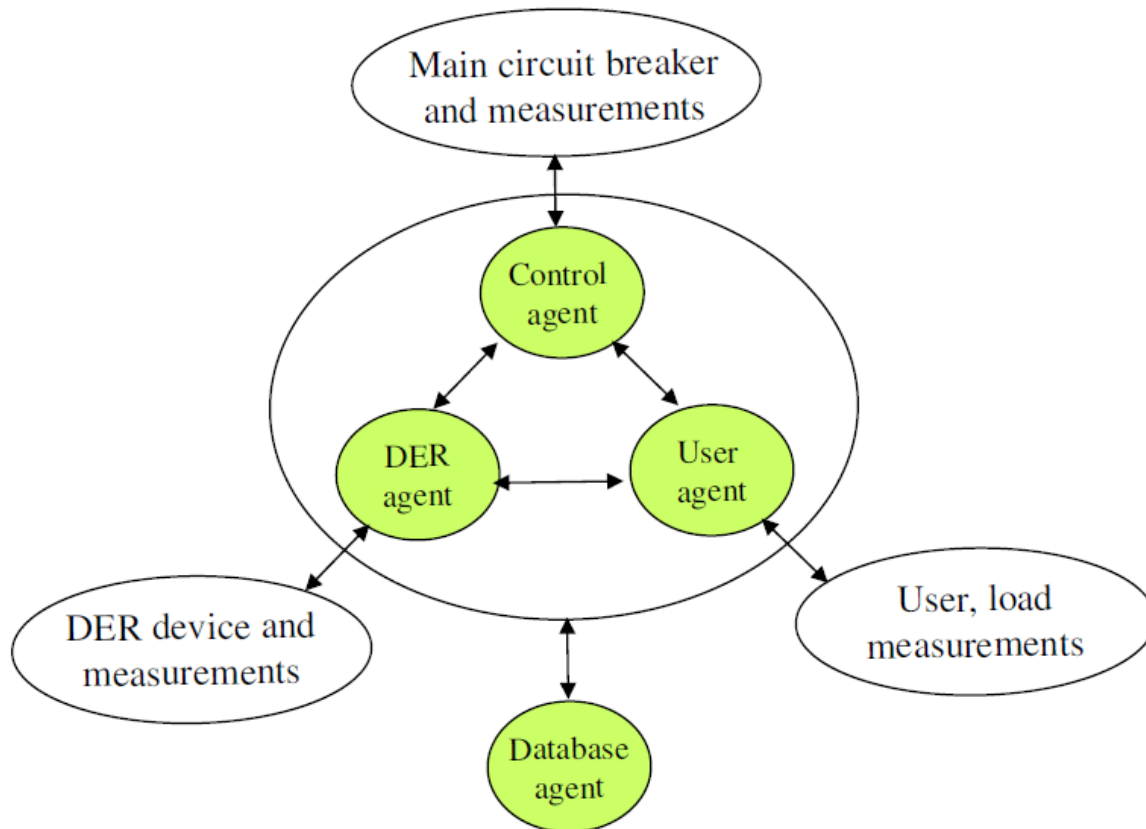 Main circuit breaker
and measurements
Control
agent
DER
agent
User
agent
DER device and
measurements
User, load
measurements
Database
agent